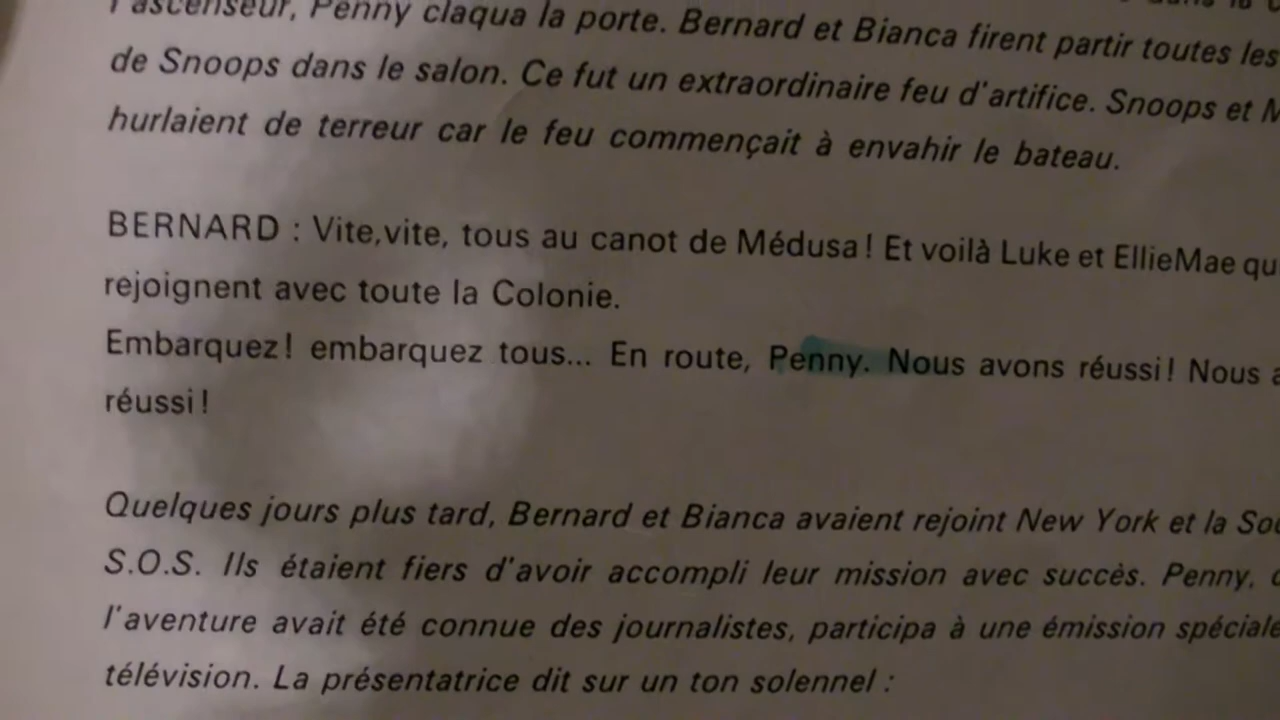 l'ascenseur, Penny claqua la porte. Bernard et Bianca firent partir toutes les
de Snoops dans le salon. Ce fut un extraordinaire feu d'artifice. Snoops et
hurlaient de terreur car le feu commençait à envahir le bateau.
BERNARD : Vite,vite, tous au canot de Médusa! Et voilà Luke et EllieMae
rejoignent avec toute la Colonie.
Embarquez! embarquez tous... En route, Penny. Nous avons réussi! Nous
réussi!
Quelques jours plus tard, Bernard et Bianca avaient rejoint New York et la
S.O.S. Ils étaient fiers d'avoir accompli leur mission avec succès. Penny,
l'aventure avait été connue des journalistes, participa à une émission spéciale
télévision. La présentatrice dit sur un ton solennel :